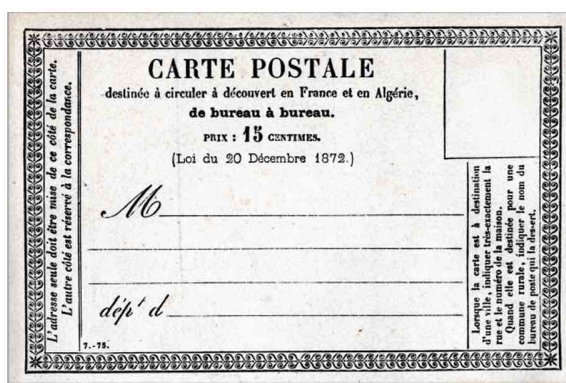 CARTE POSTALE
destinée à circuler à découvert en France et en Algérie,
de bureau à bureau.
PRIX : 15 CENTIMES.
(Loi du 20 Décembre 1872.)
M
dépᵗ d
7.-75.
L'adresse seule doit être mise de ce côté de la carte.
L'autre côté est réservé à la correspondance.
Lorsque la carte est à destination
d'une ville, indiquer très-exactement la
rue et le numéro de la maison.
Quand elle est destinée pour une
commune rurale, indiquer le nom du
bureau de poste qui la dessert.